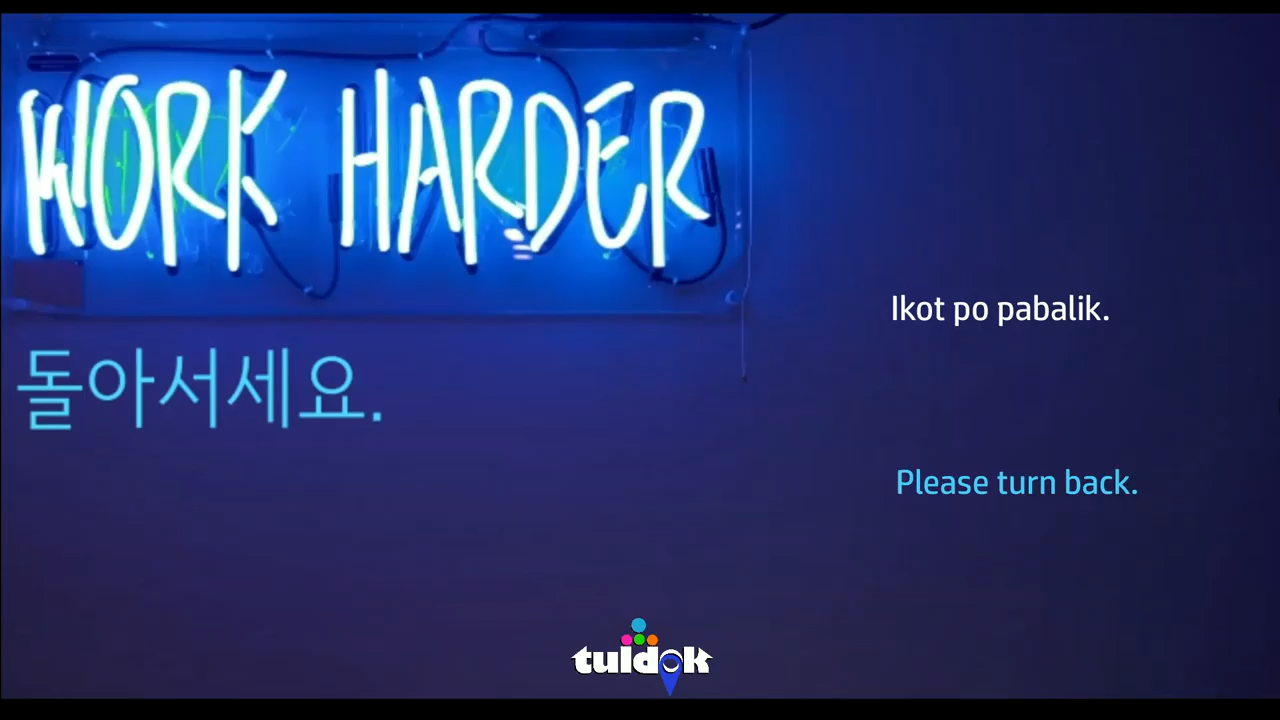 WORK HARDER
Ikot po pabalik.
돌아서세요.
Please turn back.
tuldok